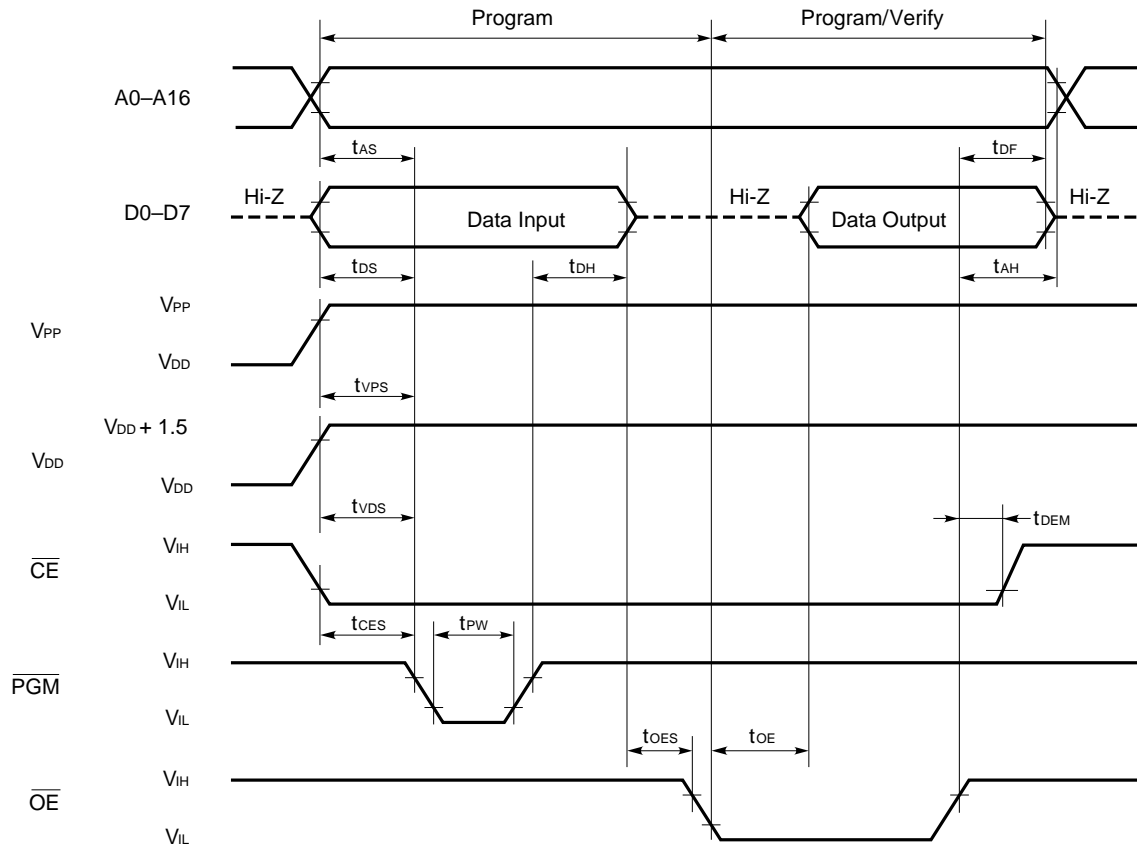 Program
Program/Verify
A0–A16
tAS
tDF
D0–D7
Hi-Z
Data Input
Hi-Z
Data Output
Hi-Z
tDS
tDH
tAH
VPP
VPP
VDD
tVPS
VDD
VDD + 1.5
VDD
tVDS
tDEM
CE
VIH
VIL
tCES
tPW
PGM
VIH
VIL
tOES
tOE
OE
VIH
VIL